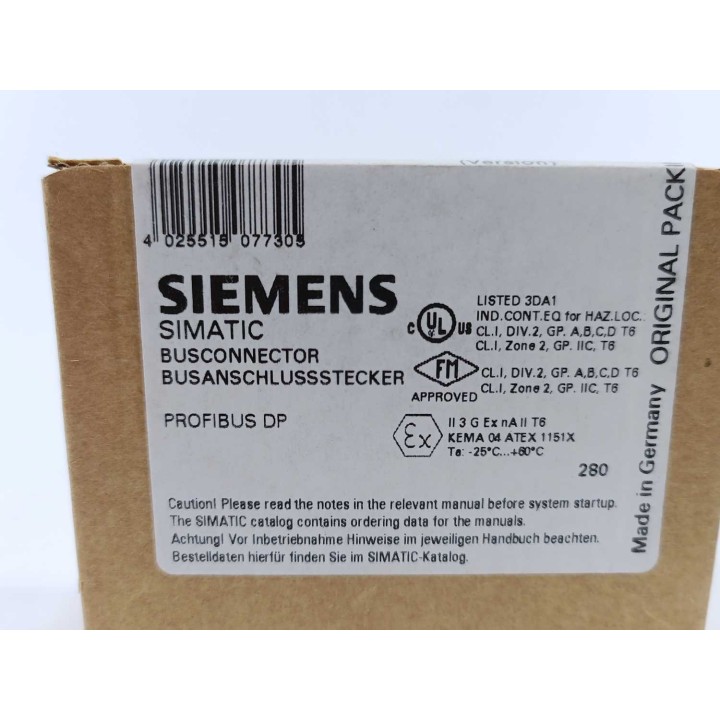 (Version)
4 025515 077305
SIEMENS
SIMATIC
BUSCONNECTOR
BUSANSCHLUSSSTECKER
PROFIBUS DP
C UL US
LISTED 3DA1
IND.CONT.EQ for HAZ.LOC.:
CL.I, DIV.2, GP. A,B,C,D T6
CL.I, Zone 2, GP. IIC, T6
FM
APPROVED
CL.I, DIV.2, GP. A,B,C,D T6
CL.I, Zone 2, GP. IIC, T6
Ex
II 3 G Ex nA II T6
KEMA 04 ATEX 1151X
Ta: -25°C...+60°C
280
Caution! Please read the notes in the relevant manual before system startup.
The SIMATIC catalog contains ordering data for the manuals.
Achtung! Vor Inbetriebnahme Hinweise im jeweiligen Handbuch beachten.
Bestelldaten hierfür finden Sie im SIMATIC-Katalog.
Made in Germany ORIGINAL PACKI